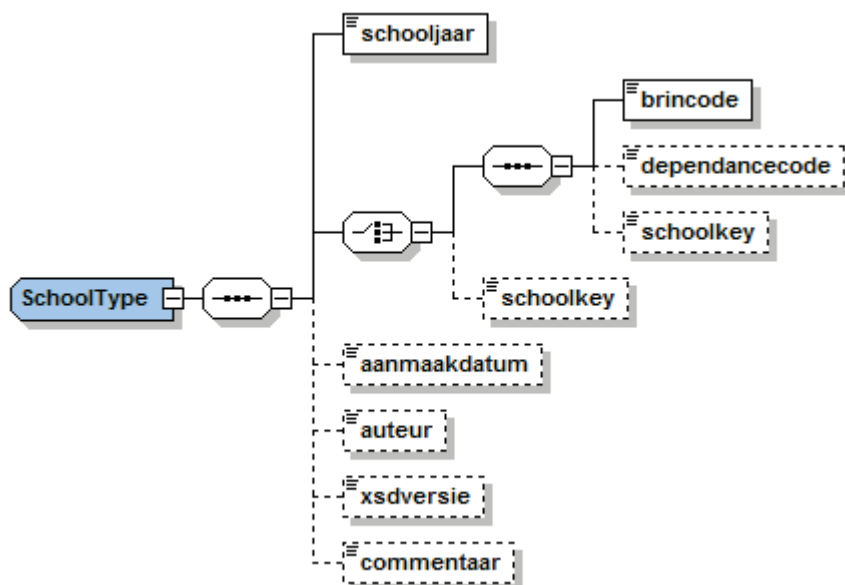 schooljaar
brincode
dependancecode
schoolkey
SchoolType
schoolkey
aanmaakdatum
auteur
xsdversie
commentaar